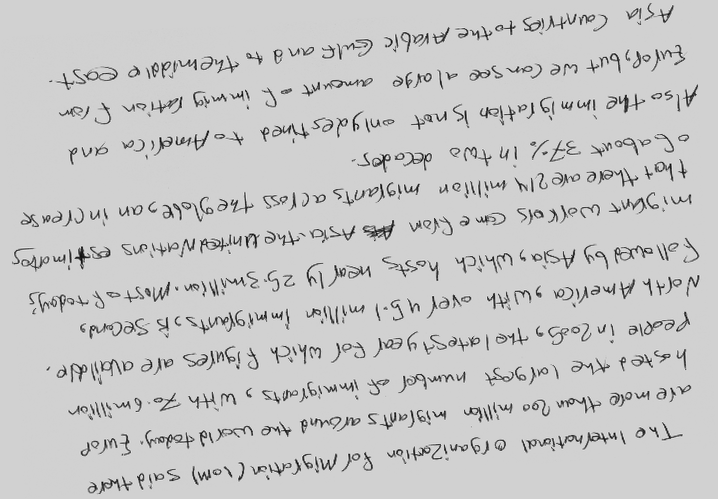 The International organization for Migration (IOM) said there
are more than 200 million migrants around the world today. Europ
hosted the largest number of immigrants, with 70.6 million
People in 2005, the latest year for which figures are available.
North America, with over 45.1 million immigrants, is second,
Followed by Asia, which hosts nearly 25.3 million. Most of today's
migrant workers come from Asia. the United Nations estimates
that there are 214 million migrants across the globe, an increase
of about 37% in two decades.
Also the immigration is not only destined to America and
Europ, but we can see a large amount of immigration from
Asia Countries to the Arabic Gulf and to the middle east.